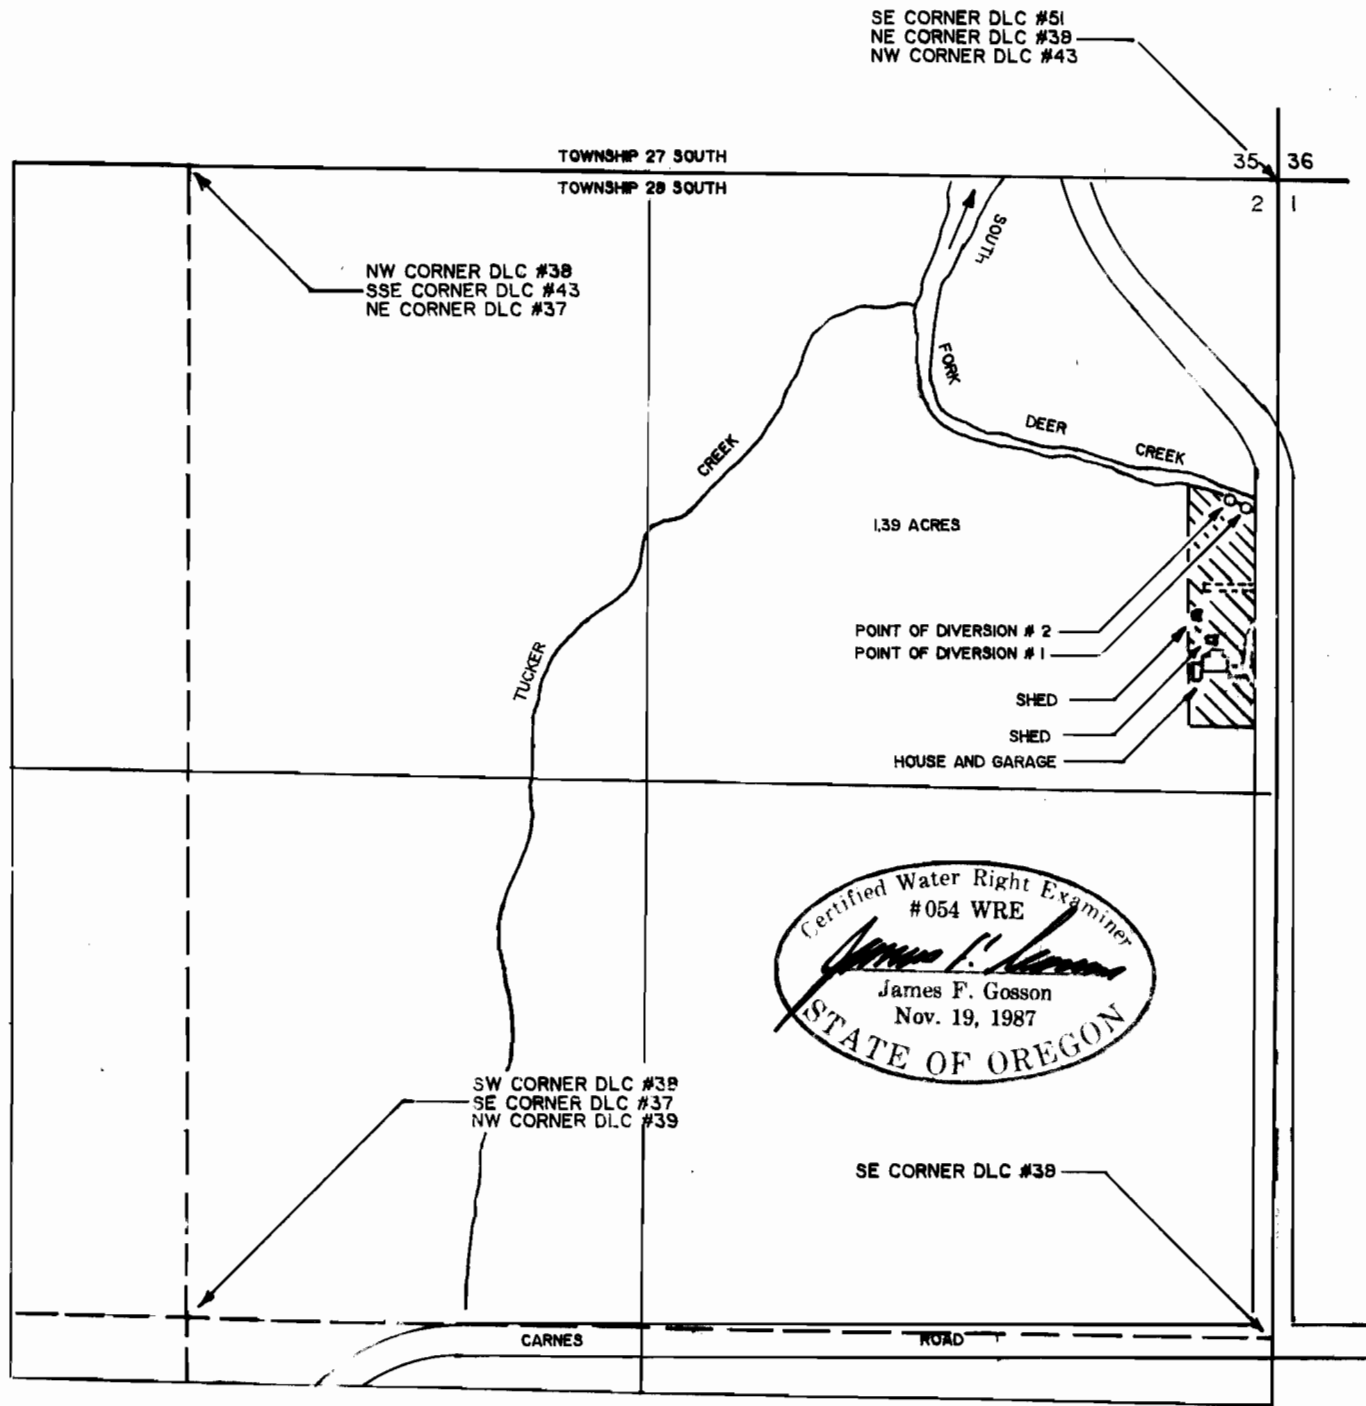 SE CORNER DLC #51
NE CORNER DLC #38
NW CORNER DLC #43
TOWNSHIP 27 SOUTH
35 36
TOWNSHIP 28 SOUTH
2 1
NW CORNER DLC #38
SSE CORNER DLC #43
NE CORNER DLC #37
SOUTH
FORK
DEER
CREEK
CREEK
TUCKER
1.39 ACRES
POINT OF DIVERSION # 2
POINT OF DIVERSION # 1
SHED
SHED
HOUSE AND GARAGE
Certified Water Right Examiner
#054 WRE
James F. Gosson
Nov. 19, 1987
STATE OF OREGON
SW CORNER DLC #38
SE CORNER DLC #37
NW CORNER DLC #39
SE CORNER DLC #38
CARNES ROAD